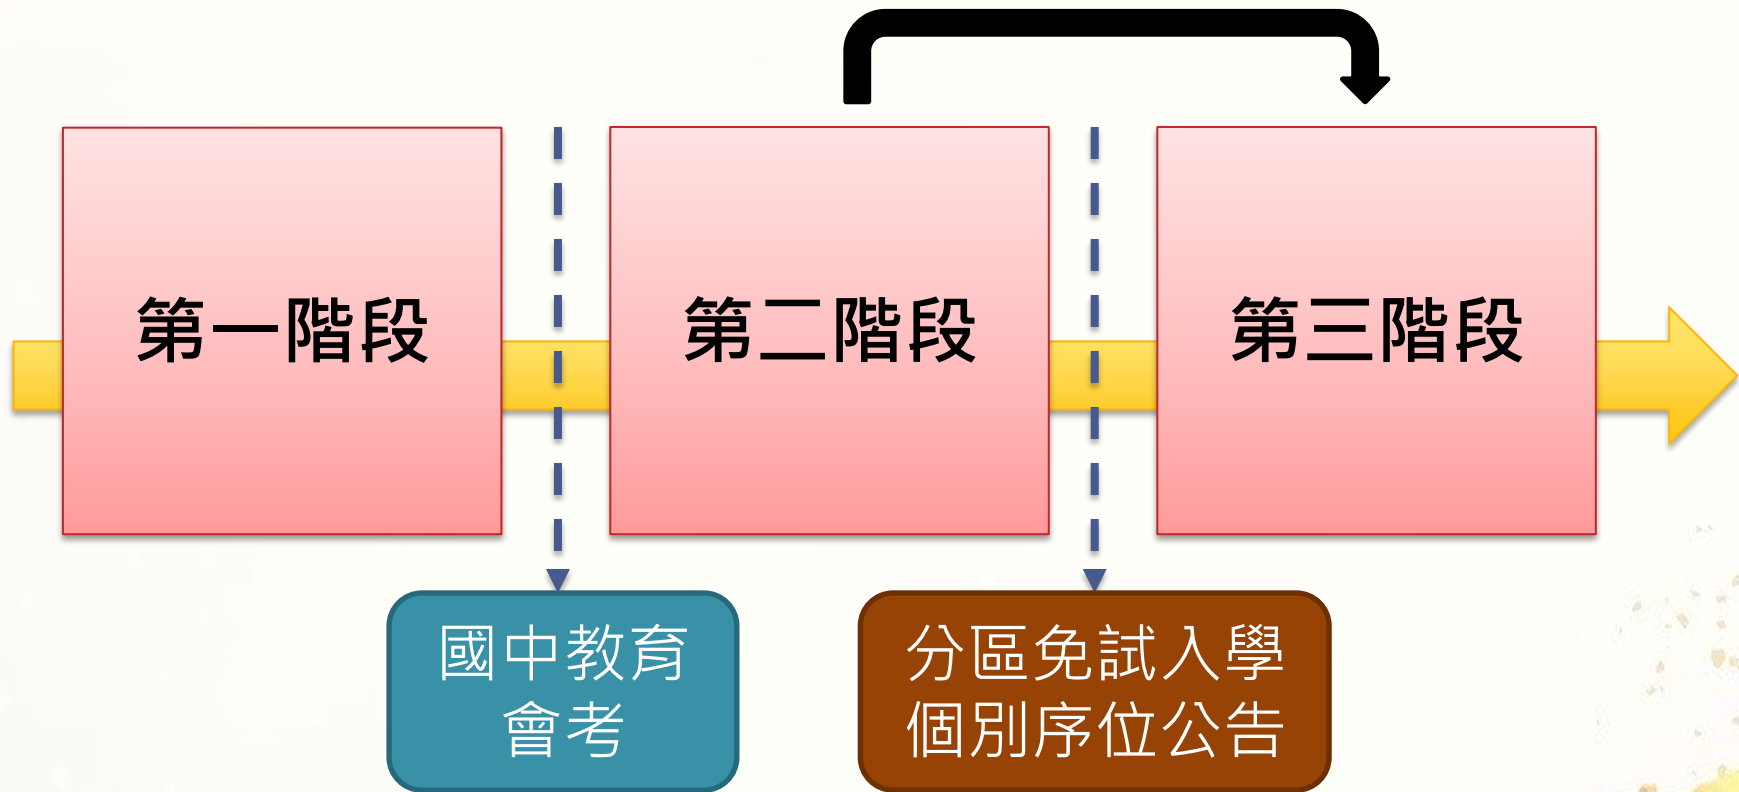 第一階段
第二階段
第三階段
國中教育
會考
分區免試入學
個別序位公告